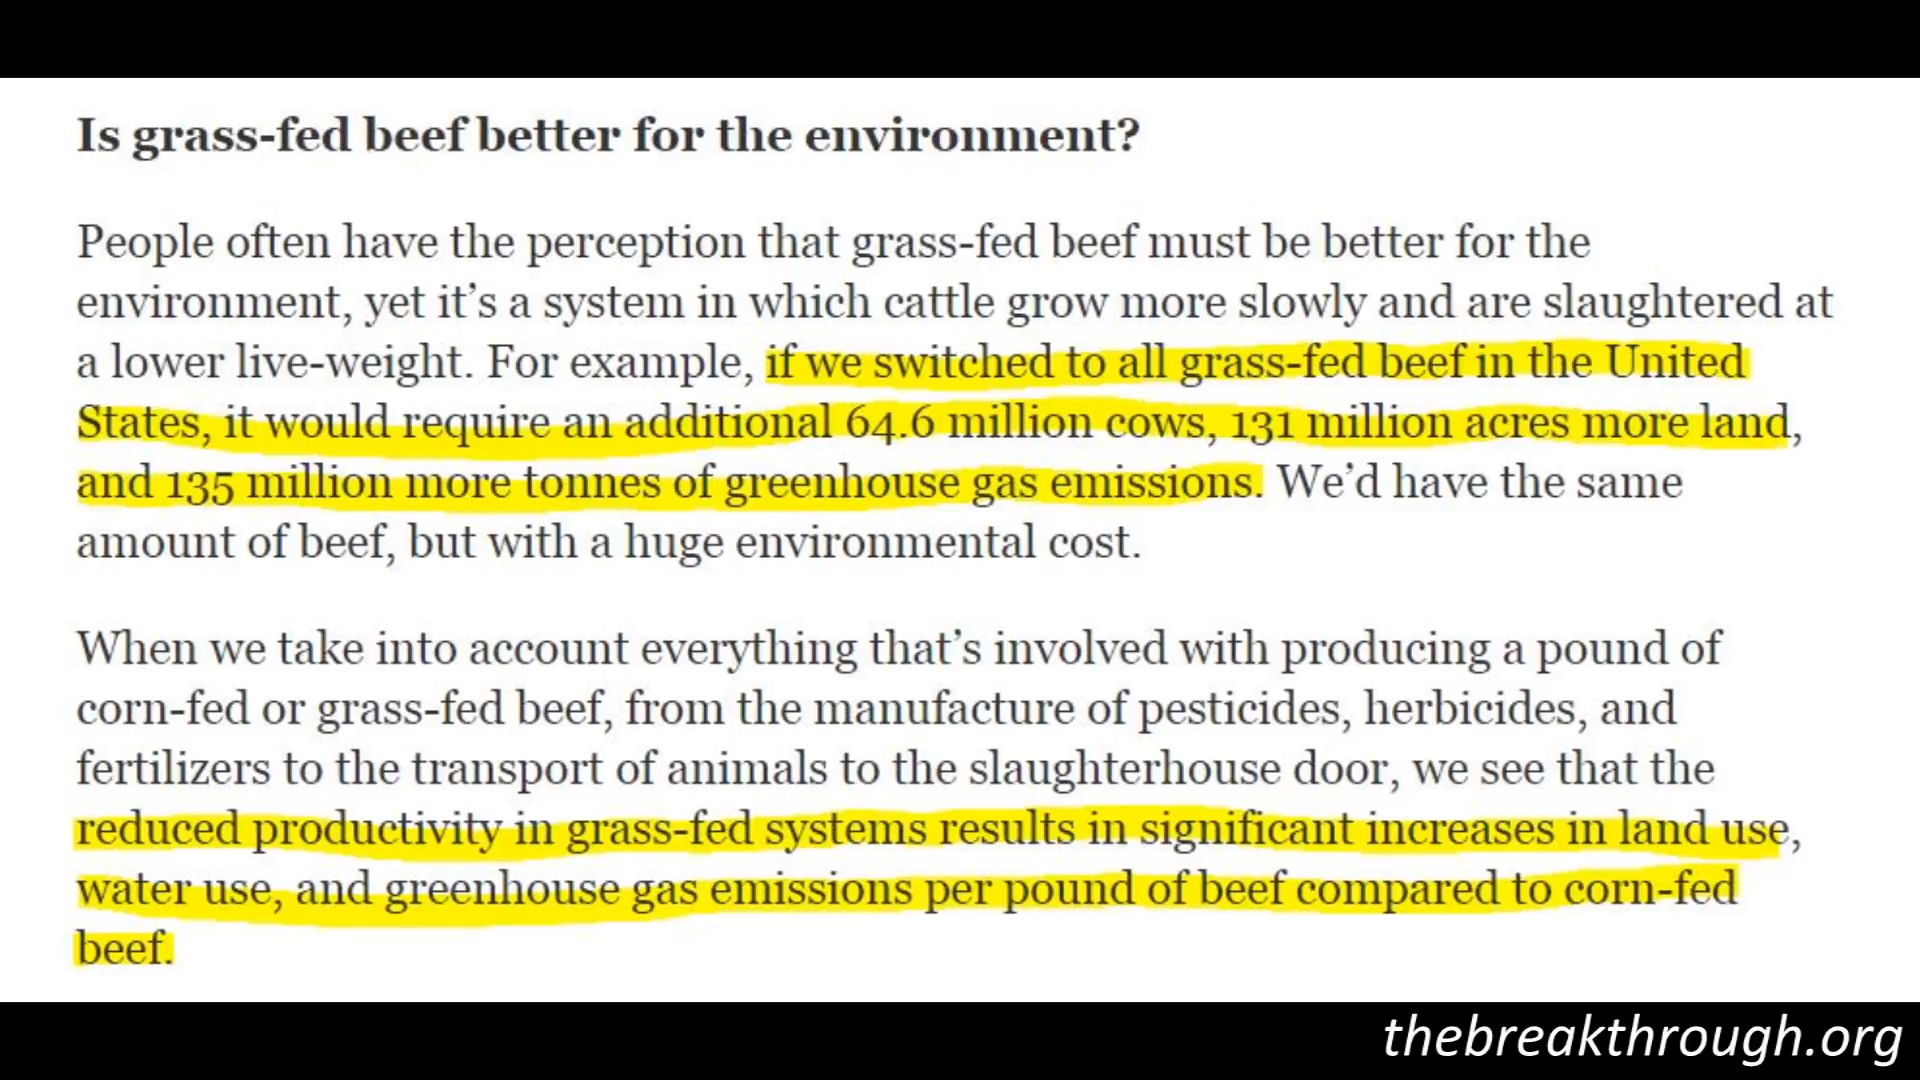 Is grass-fed beef better for the environment?
People often have the perception that grass-fed beef must be better for the
environment, yet it’s a system in which cattle grow more slowly and are slaughtered at
a lower live-weight. For example, if we switched to all grass-fed beef in the United
States, it would require an additional 64.6 million cows, 131 million acres more land,
and 135 million more tonnes of greenhouse gas emissions. We’d have the same
amount of beef, but with a huge environmental cost.
When we take into account everything that’s involved with producing a pound of
corn-fed or grass-fed beef, from the manufacture of pesticides, herbicides, and
fertilizers to the transport of animals to the slaughterhouse door, we see that the
reduced productivity in grass-fed systems results in significant increases in land use,
water use, and greenhouse gas emissions per pound of beef compared to corn-fed
beef.
thebreakthrough.org